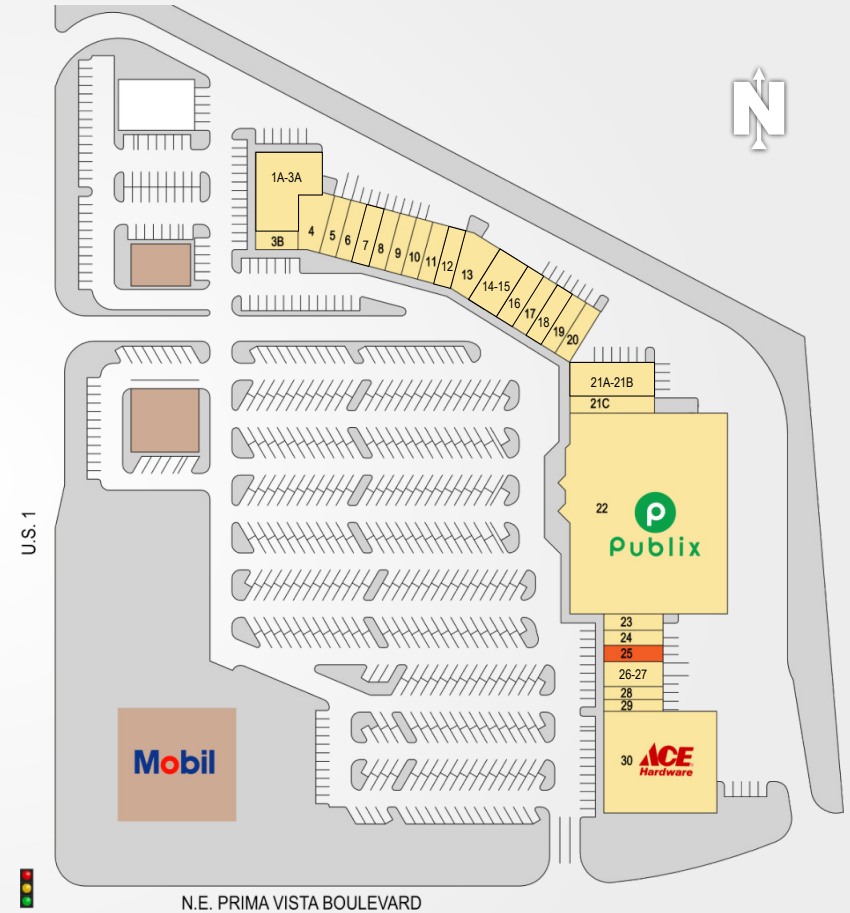 N
1A-3A
3B
4
5
6
7
8
9
10
11
12
13
14-15
16
17
18
19
20
21A-21B
21C
22
P
Publix
U.S. 1
23
24
25
26-27
28
29
30
ACE
Hardware
Mobil
N.E. PRIMA VISTA BOULEVARD